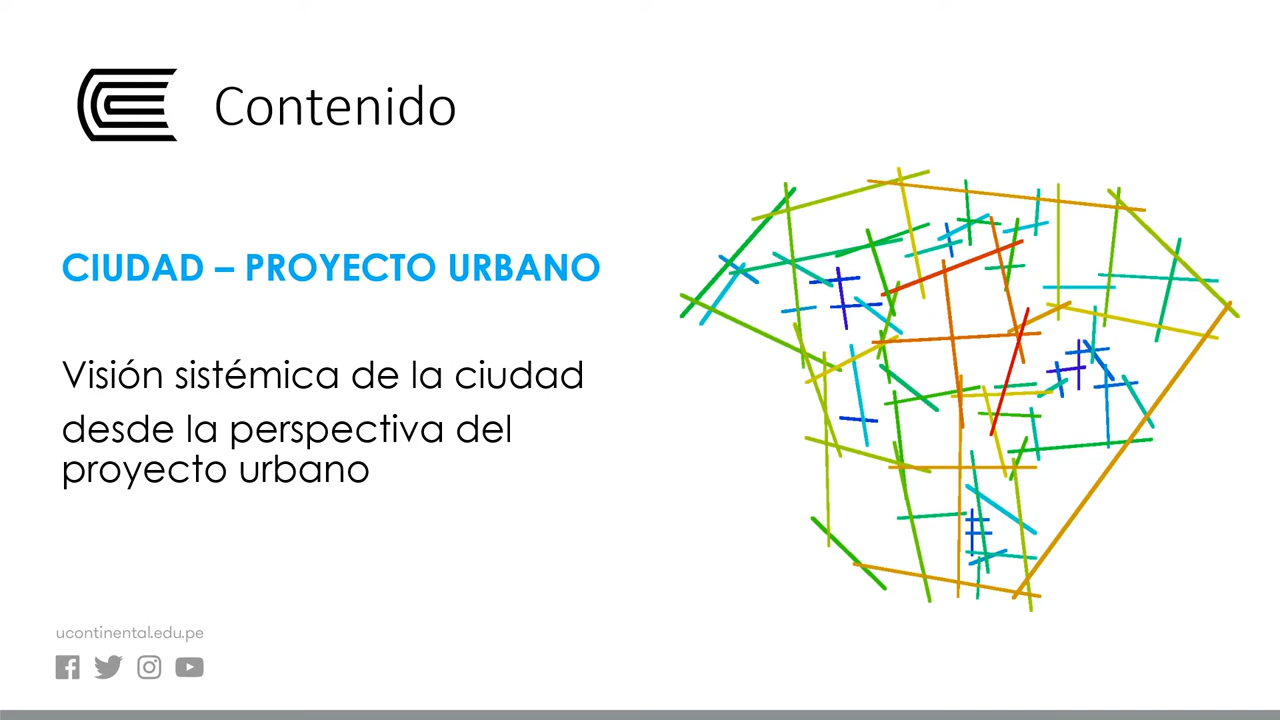 Contenido
CIUDAD – PROYECTO URBANO
Visión sistémica de la ciudad
desde la perspectiva del
proyecto urbano
ucontinental.edu.pe